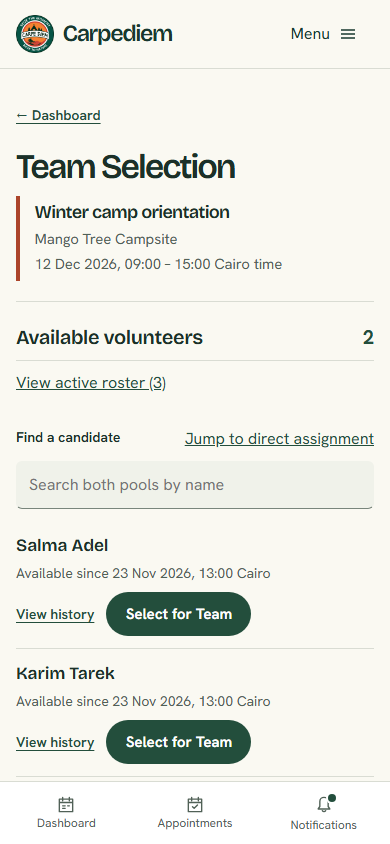 CARPE DIEM
Carpediem
Menu
← Dashboard
Team Selection
Winter camp orientation
Mango Tree Campsite
12 Dec 2026, 09:00 – 15:00 Cairo time
Available volunteers 2
View active roster (3)
Find a candidate Jump to direct assignment
Search both pools by name
Salma Adel
Available since 23 Nov 2026, 13:00 Cairo
View history Select for Team
Karim Tarek
Available since 23 Nov 2026, 13:00 Cairo
View history Select for Team
Dashboard Appointments Notifications